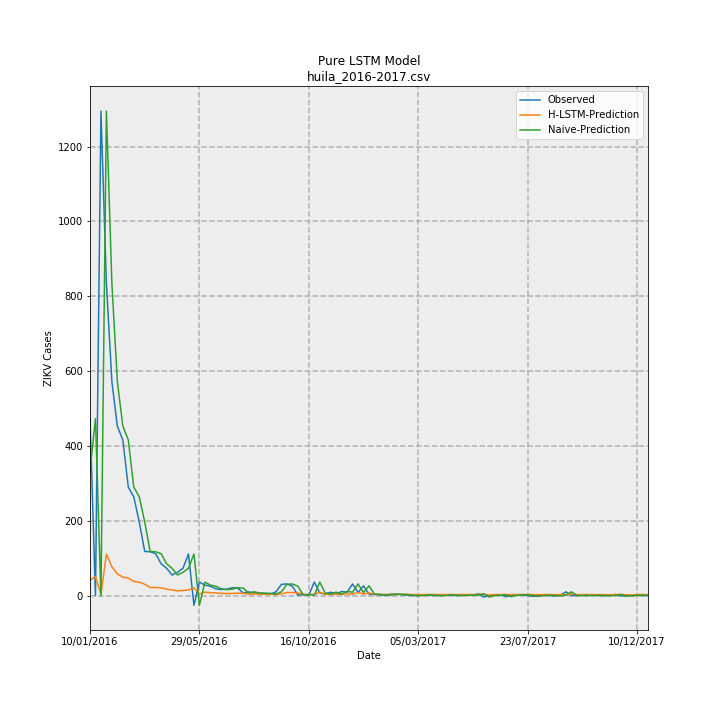 Pure LSTM Model
huila_2016-2017.csv
Observed
H-LSTM-Prediction
Naive-Prediction
1200
1000
800
600
400
200
0
ZIKV Cases
10/01/2016 29/05/2016 16/10/2016 05/03/2017 23/07/2017 10/12/2017
Date